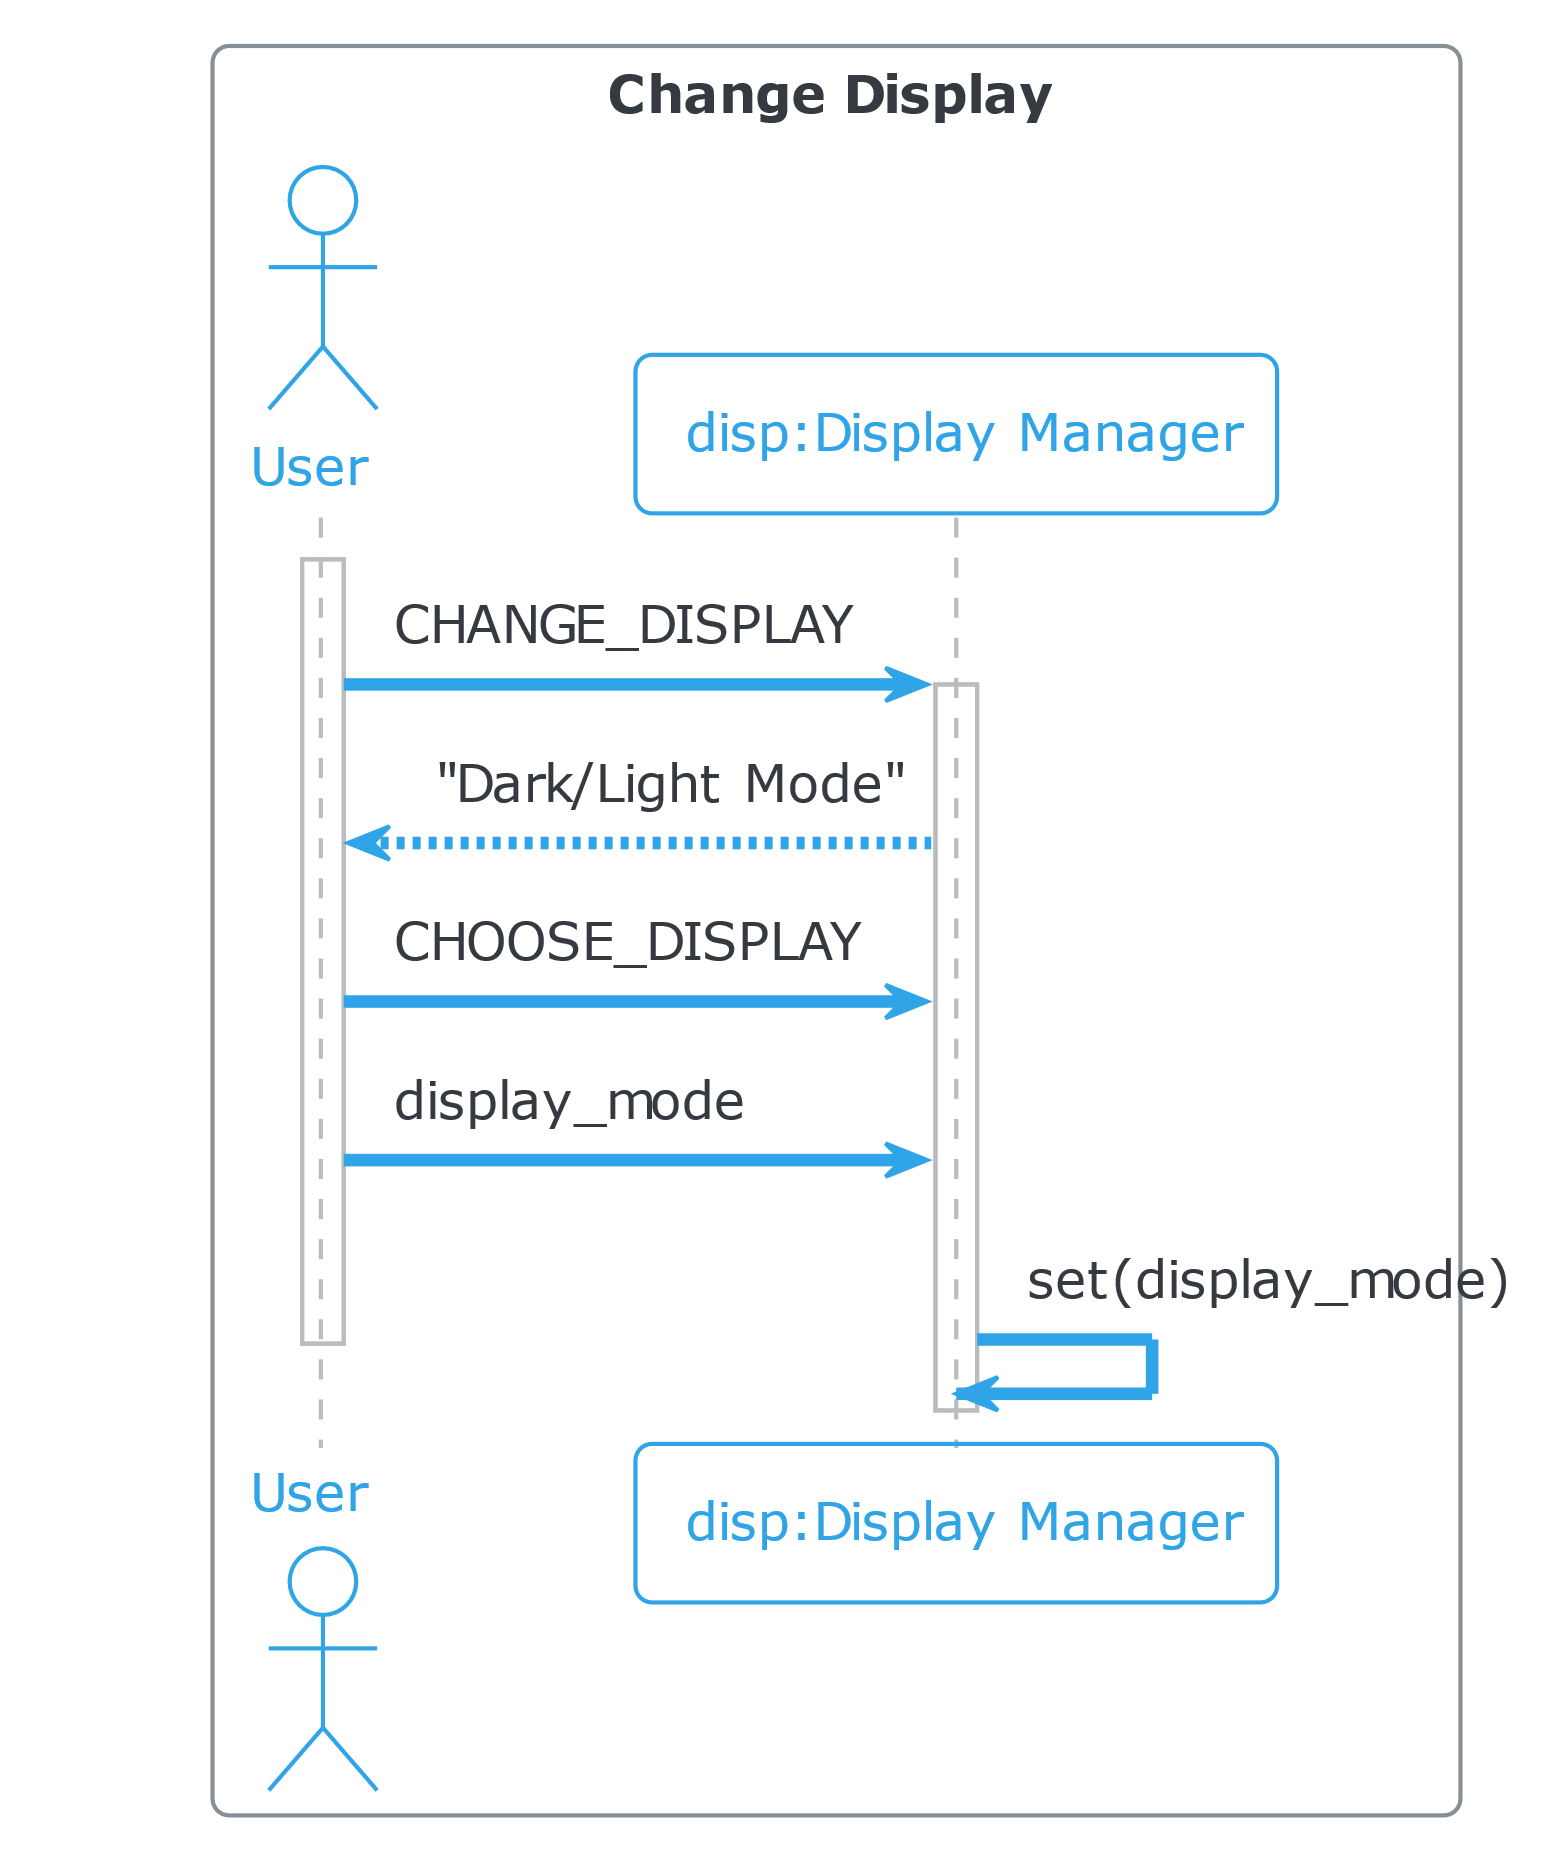 Change Display
User
disp:Display Manager
CHANGE_DISPLAY
"Dark/Light Mode"
CHOOSE_DISPLAY
display_mode
set(display_mode)
User
disp:Display Manager